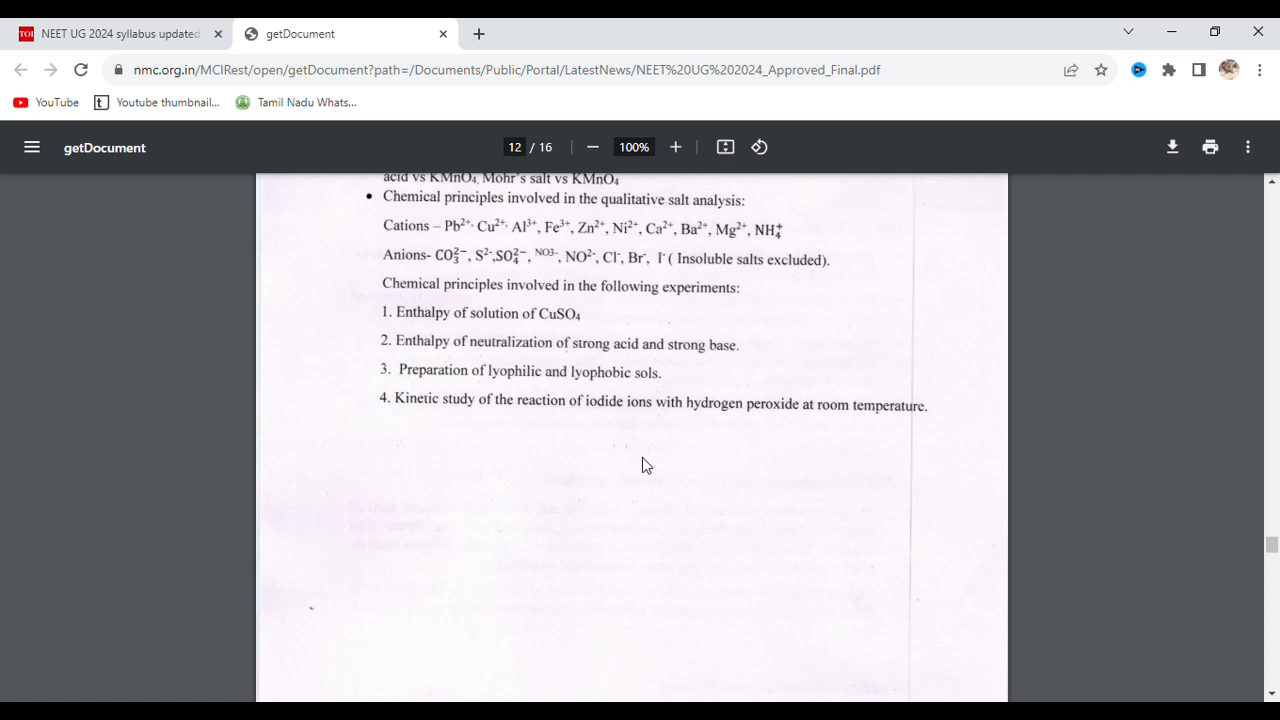 TOI NEET UG 2024 syllabus updated
getDocument
nmc.org.in/MCIRest/open/getDocument?path=/Documents/Public/Portal/LatestNews/NEET%20UG%202024_Approved_Final.pdf
YouTube
t Youtube thumbnail...
Tamil Nadu Whats...
getDocument
12 / 16
100%
acid vs KMnO₄, Mohr's salt vs KMnO₄
• Chemical principles involved in the qualitative salt analysis:
Cations – Pb²⁺, Cu²⁺, Al³⁺, Fe³⁺, Zn²⁺, Ni²⁺, Ca²⁺, Ba²⁺, Mg²⁺, NH₄⁺
Anions- CO₃²⁻, S²⁻,SO₄²⁻, ᴺᴼ³⁻, NO²⁻, Cl⁻, Br⁻, I⁻ ( Insoluble salts excluded).
Chemical principles involved in the following experiments:
1. Enthalpy of solution of CuSO₄
2. Enthalpy of neutralization of strong acid and strong base.
3. Preparation of lyophilic and lyophobic sols.
4. Kinetic study of the reaction of iodide ions with hydrogen peroxide at room temperature.